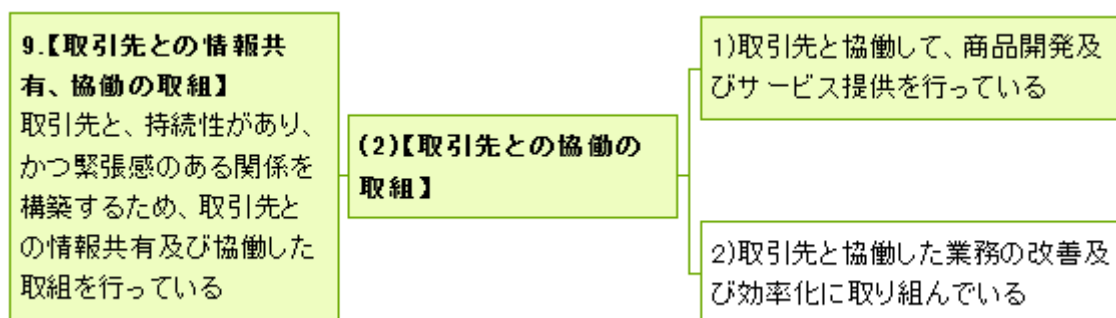 9.【取引先との情報共
有、協働の取組】
取引先と、持続性があり、
かつ緊張感のある関係を
構築するため、取引先と
の情報共有及び協働した
取組を行っている
(2)【取引先との協働の
取組】
1)取引先と協働して、商品開発及
びサービス提供を行っている
2)取引先と協働した業務の改善及
び効率化に取り組んでいる